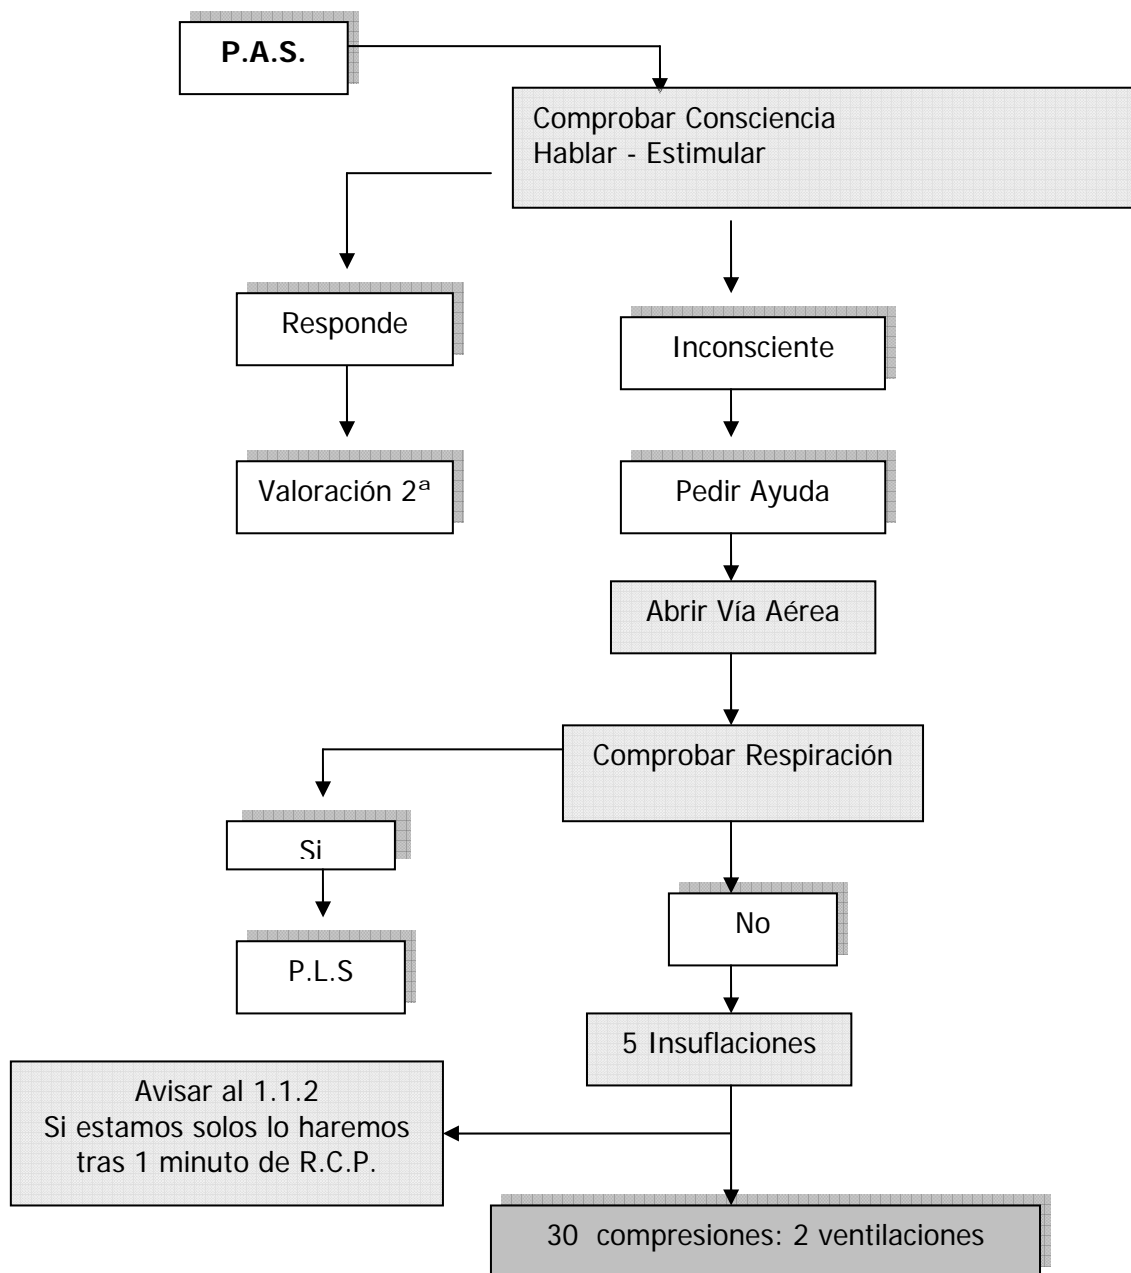 P.A.S.
Comprobar Consciencia
Hablar - Estimular
Responde
Inconsciente
Valoración 2ª
Pedir Ayuda
Abrir Vía Aérea
Comprobar Respiración
Si
No
P.L.S
5 Insuflaciones
Avisar al 1.1.2
Si estamos solos lo haremos
tras 1 minuto de R.C.P.
30 compresiones: 2 ventilaciones